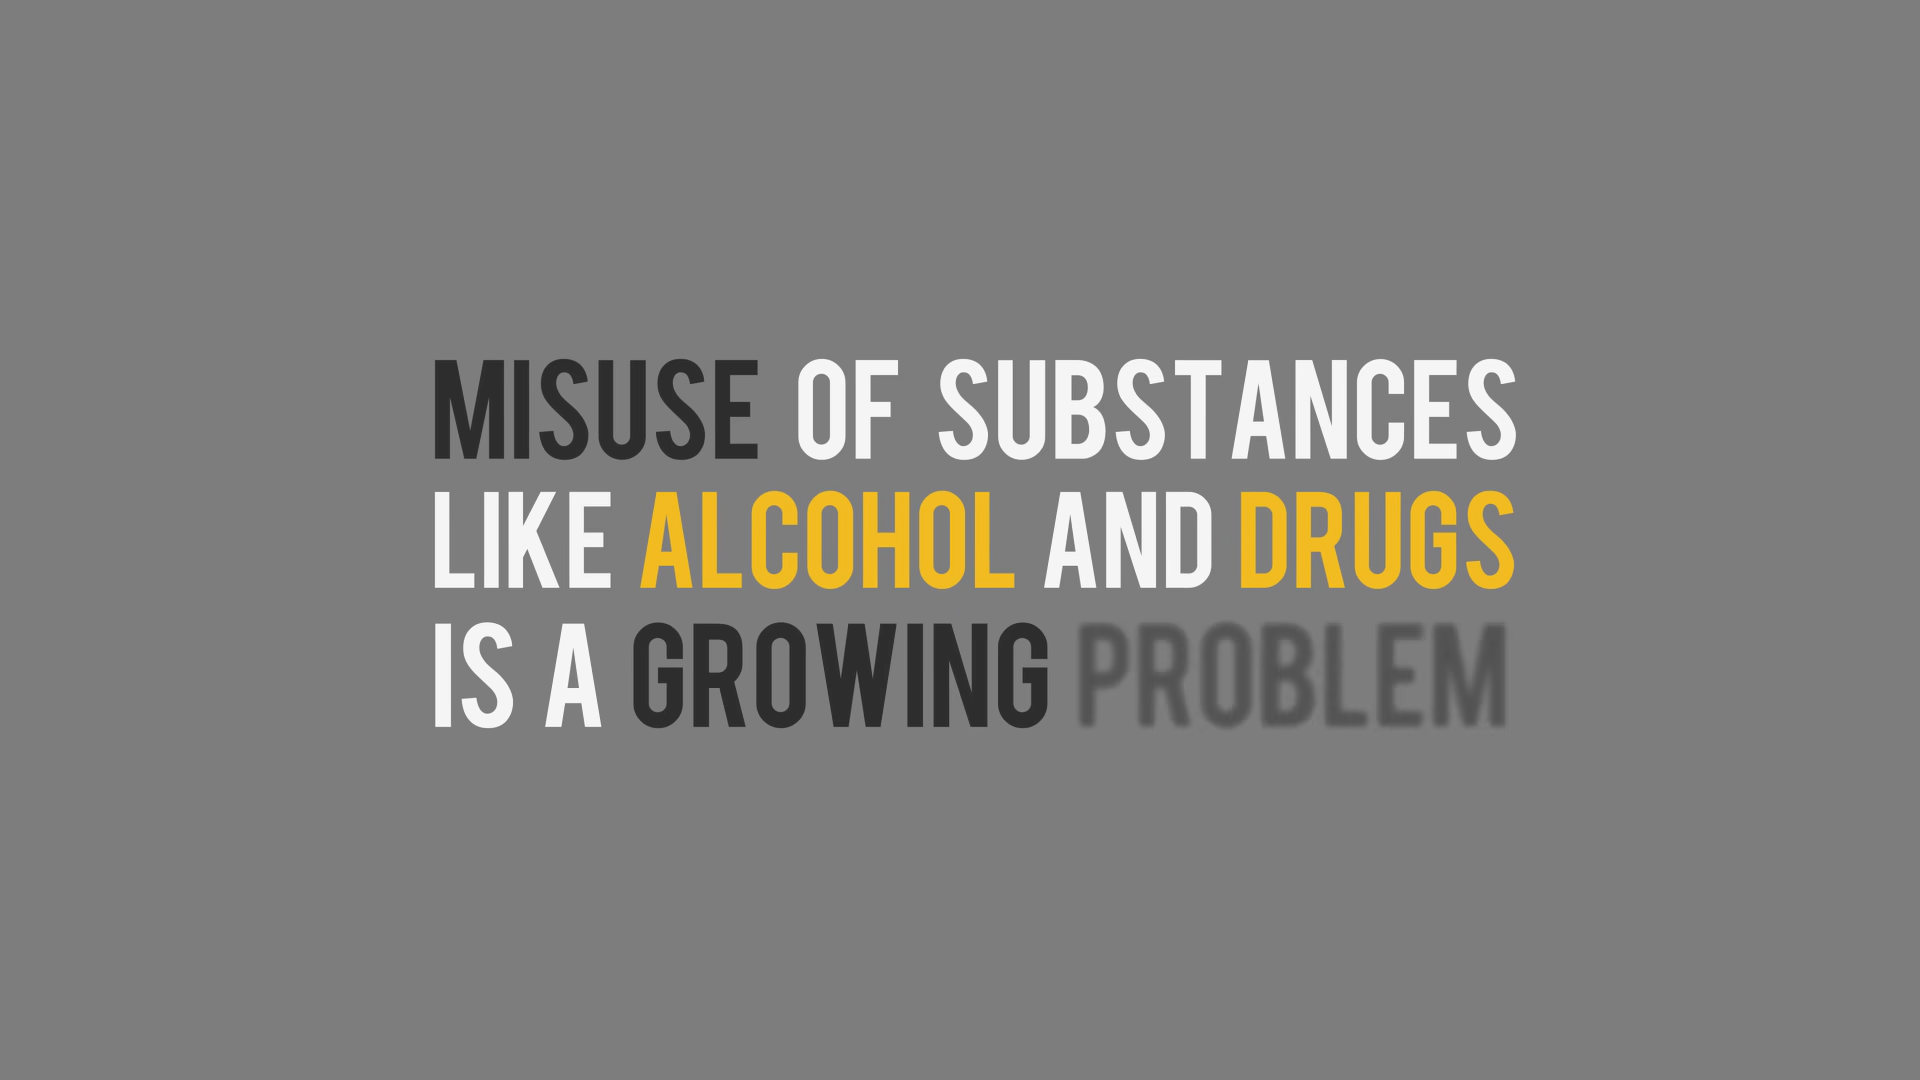 MISUSE OF SUBSTANCES
LIKE ALCOHOL AND DRUGS
IS A GROWING PROBLEM